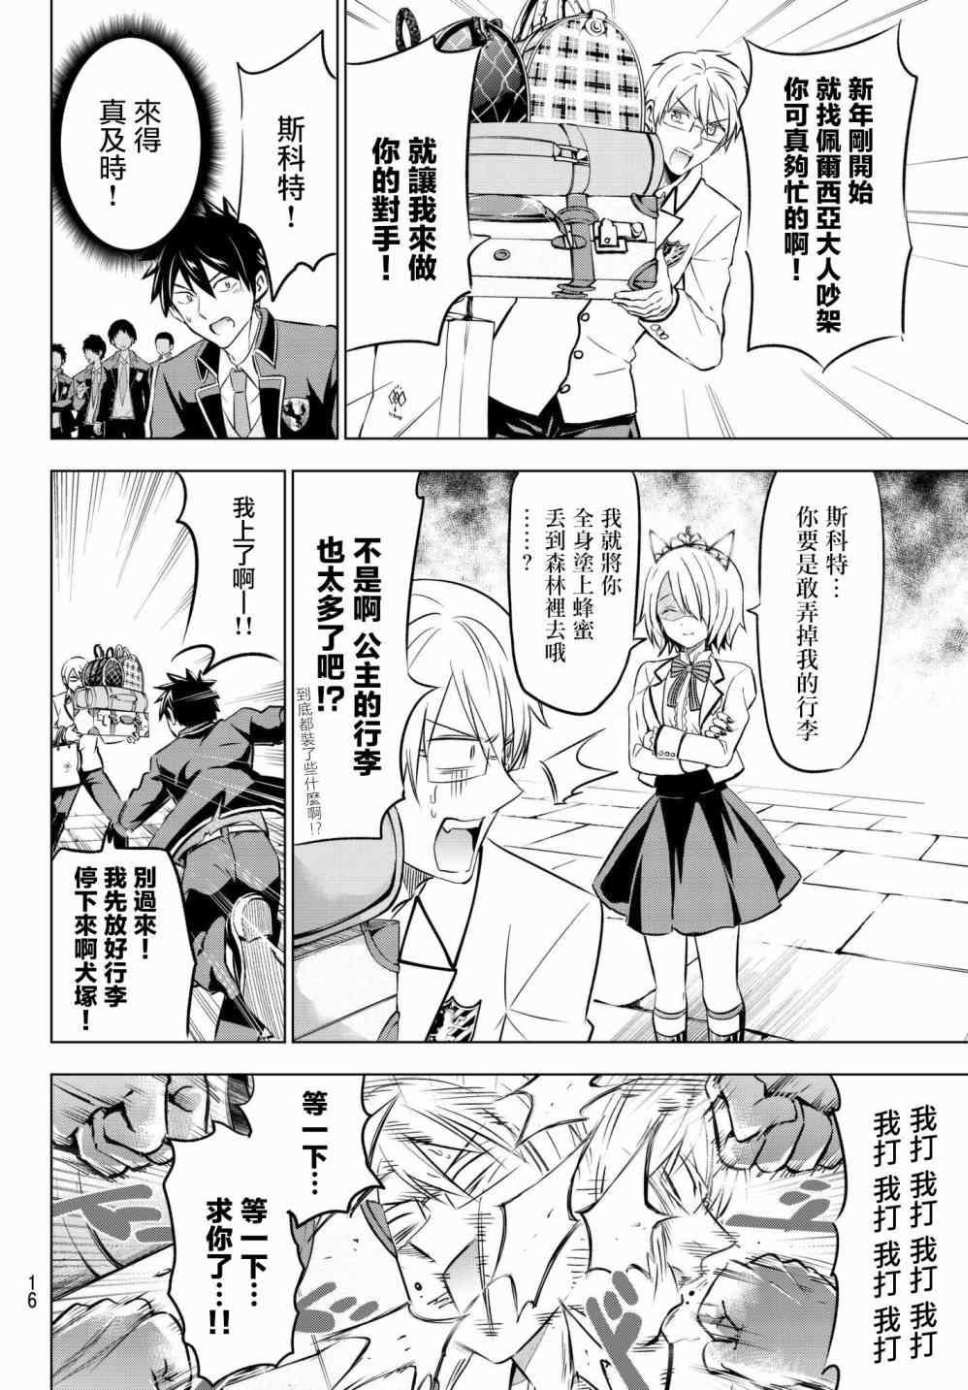 新年剛開始
就找佩爾西亞大人吵架
你可真夠忙的啊！
就讓我來做
你的對手！
斯科特！
來得
真及時！
斯科特…
你要是敢弄掉我的行李
我就將你
全身塗上蜂蜜
丟到森林裡去哦
……？
不是啊 公主的行李
也太多了吧！？
到底都裝了些什麼啊！？
我上了啊—！！
別過來！
我先放好行李
停下來啊犬塚！
我打 我打 我打 我打
我打 我打 我打 我打
等一下…
等一下…
求你了…！！
16